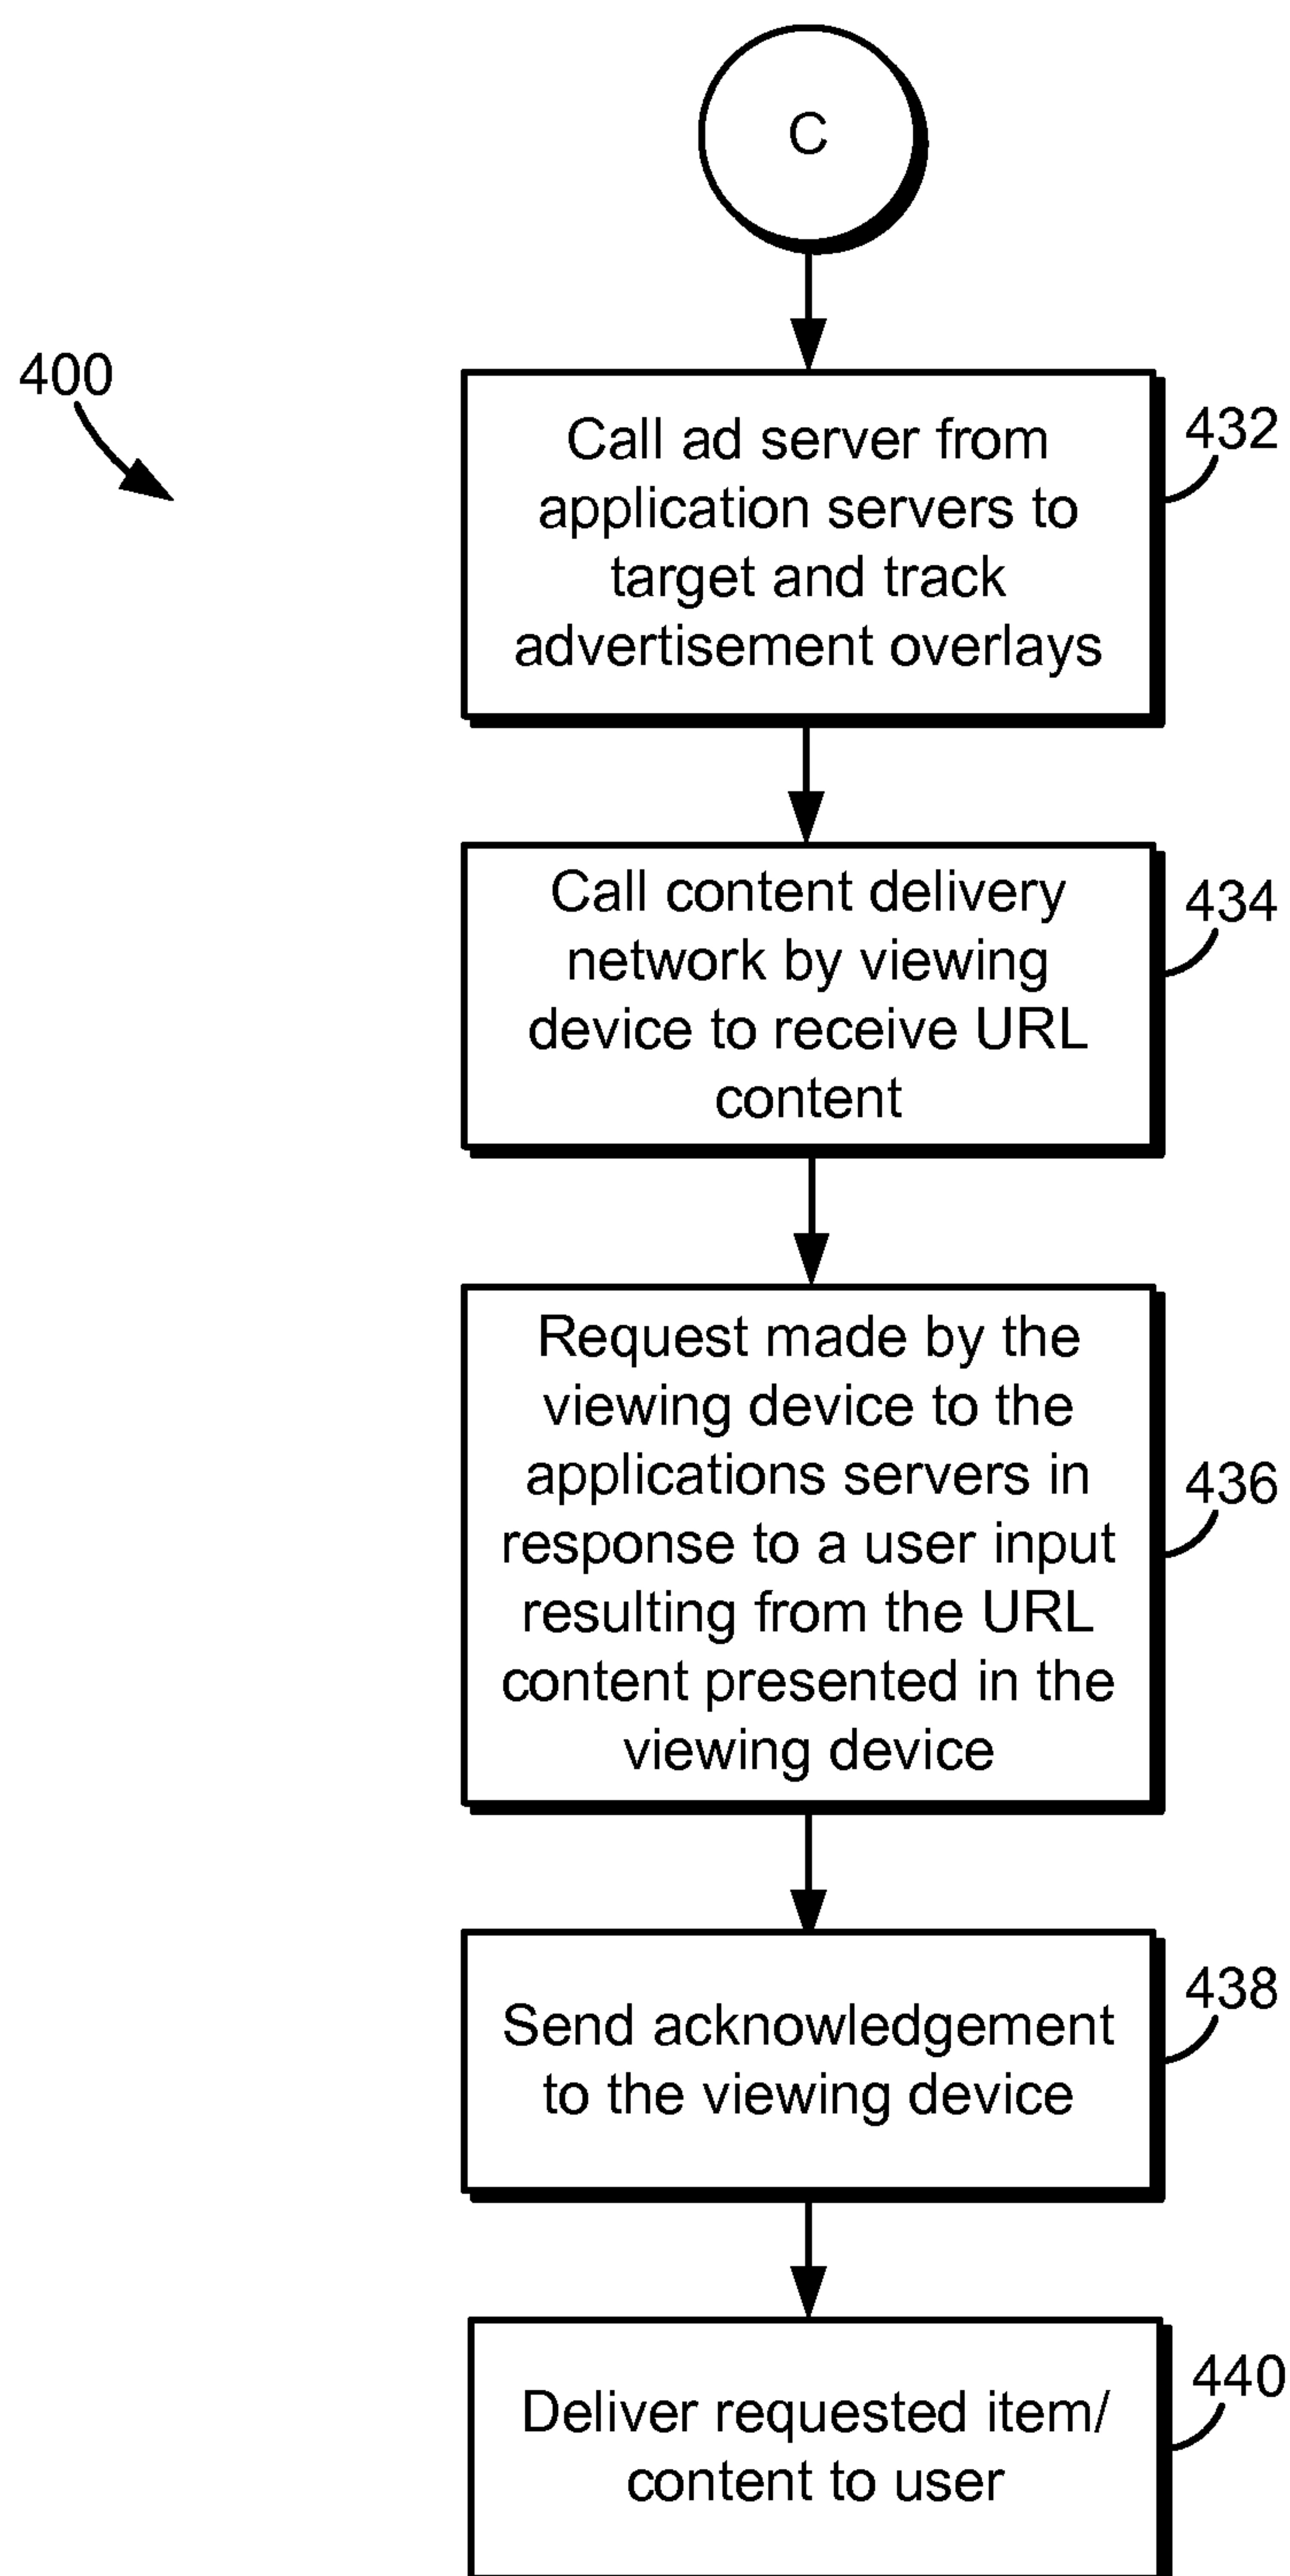 C
400
Call ad server from
application servers to
target and track
advertisement overlays
432
Call content delivery
network by viewing
device to receive URL
content
434
Request made by the
viewing device to the
applications servers in
response to a user input
resulting from the URL
content presented in the
viewing device
436
Send acknowledgement
to the viewing device
438
Deliver requested item/
content to user
440